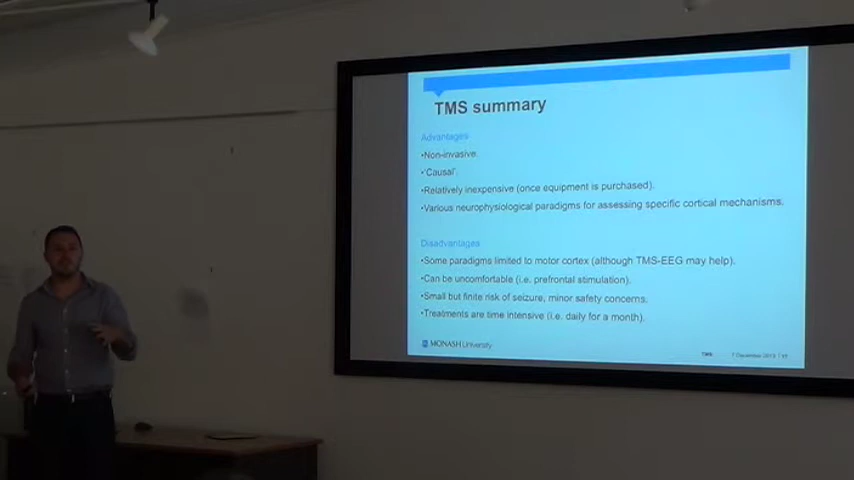 TMS summary
Advantages
•Non-invasive.
•'Causal'.
•Relatively inexpensive (once equipment is purchased).
•Various neurophysiological paradigms for assessing specific cortical mechanisms.
Disadvantages
•Some paradigms limited to motor cortex (although TMS-EEG may help).
•Can be uncomfortable (i.e. prefrontal stimulation).
•Small but finite risk of seizure, minor safety concerns.
•Treatments are time intensive (i.e. daily for a month).
MONASH University
TMS